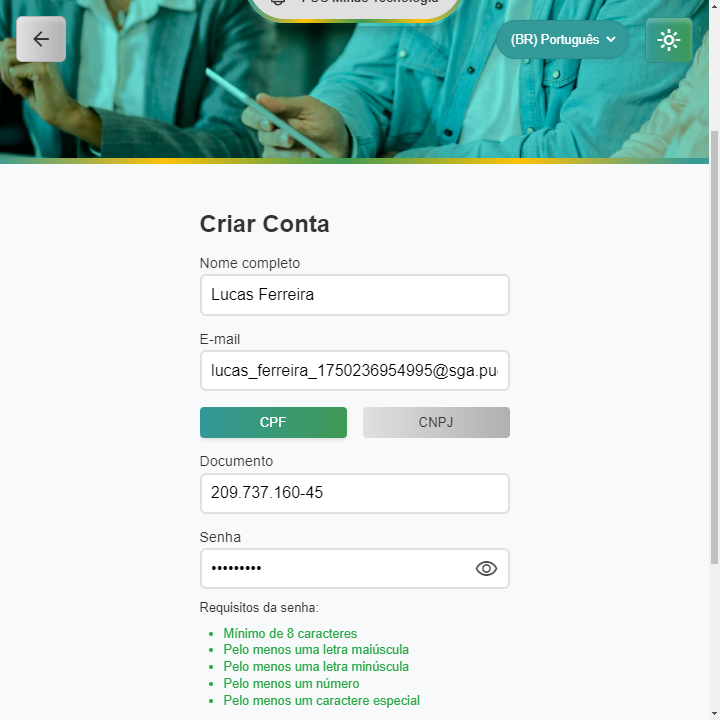 (BR) Português
Criar Conta
Nome completo
Lucas Ferreira
E-mail
lucas_ferreira_1750236954995@sga.pu
CPF
CNPJ
Documento
209.737.160-45
Senha
•••••••••
Requisitos da senha:
• Mínimo de 8 caracteres
• Pelo menos uma letra maiúscula
• Pelo menos uma letra minúscula
• Pelo menos um número
• Pelo menos um caractere especial